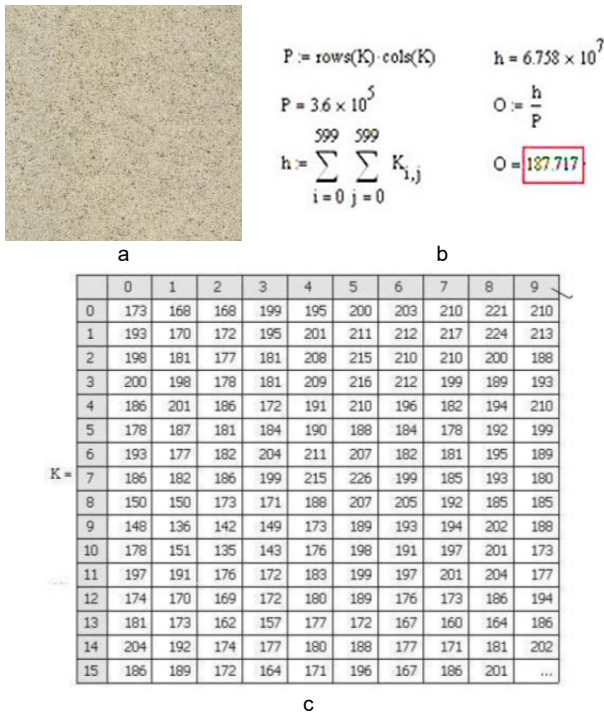 P := rows(K)·cols(K)
h = 6.758 × 10^7
P = 3.6 × 10^5
O := h/P
h := 599 ∑ i = 0 599 ∑ j = 0 K i,j
O = 187.717
a
b
0 1 2 3 4 5 6 7 8 9
0 173 168 168 199 195 200 203 210 221 210
1 193 170 172 195 201 211 212 217 224 213
2 198 181 177 181 208 215 210 210 200 188
3 200 198 178 181 209 216 212 199 189 193
4 186 201 186 172 191 210 196 182 194 210
5 178 187 181 184 190 188 184 178 192 199
6 193 177 182 204 211 207 182 181 195 189
K = 7 186 182 186 199 215 226 199 185 193 180
8 150 150 173 171 188 207 205 192 185 185
9 148 136 142 149 173 189 193 194 202 188
10 178 151 135 143 176 198 191 197 201 173
11 197 191 176 172 183 199 197 201 204 177
12 174 170 169 172 180 189 176 173 186 194
13 181 173 162 157 177 172 167 160 164 186
14 204 192 174 177 180 188 177 171 181 202
15 186 189 172 164 171 196 167 186 201 ...
c